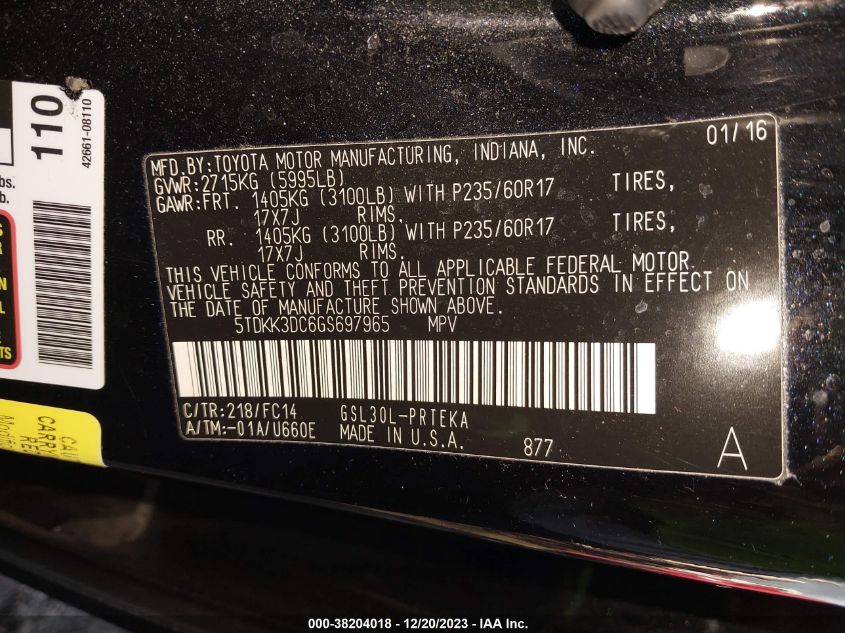 110
42661-08110
bs.
b.
S
R
L
TS
CARRY
RE
01/16
MFD.BY:TOYOTA MOTOR MANUFACTURING, INDIANA, INC.
GVWR:2715KG (5995LB)
GAWR:FRT. 1405KG (3100LB) WITH P235/60R17 TIRES,
17X7J RIMS.
RR. 1405KG (3100LB) WITH P235/60R17 TIRES,
17X7J RIMS.
THIS VEHICLE CONFORMS TO ALL APPLICABLE FEDERAL MOTOR
VEHICLE SAFETY AND THEFT PREVENTION STANDARDS IN EFFECT ON
THE DATE OF MANUFACTURE SHOWN ABOVE.
5TDKK3DC6GS697965 MPV
C/TR:218/FC14 GSL30L-PRTEKA
A/TM:-01A/U660E MADE IN U.S.A. 877 A
000-38204018 - 12/20/2023 - IAA Inc.